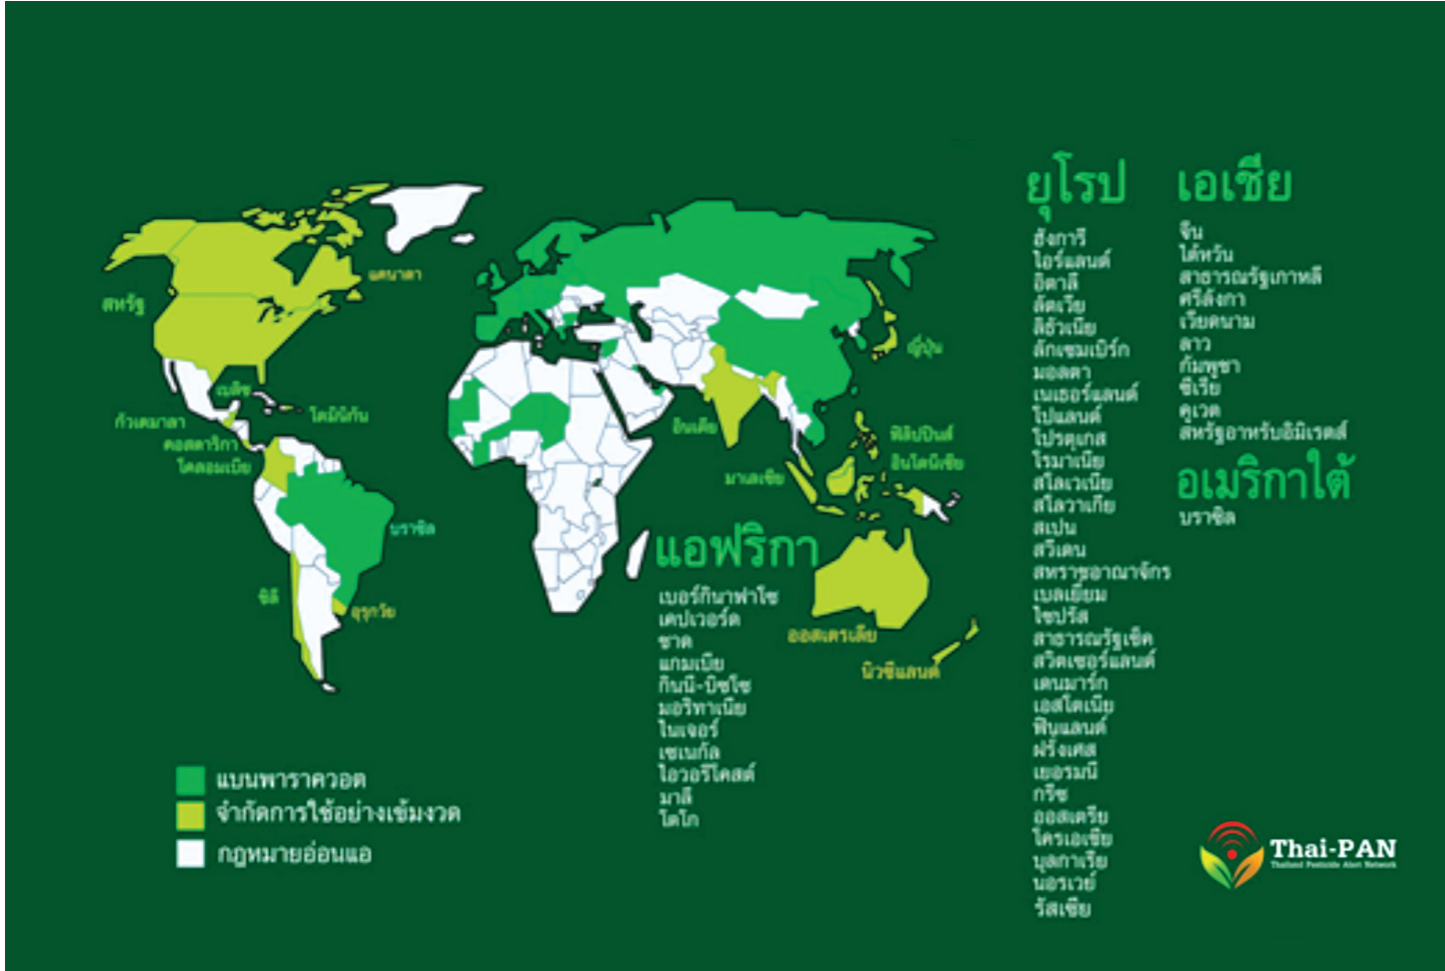 แคนาดา
สหรัฐ
เบลิซ
กัวเตมาลา
โดมินิกัน
คอสตาริกา
โคลอมเบีย
บราซิล
ชิลี
อุรุกวัย
ญี่ปุ่น
อินเดีย
ฟิลิปปินส์
อินโดนีเซีย
มาเลเซีย
ออสเตรเลีย
นิวซีแลนด์
แบนพาราควอต
จำกัดการใช้อย่างเข้มงวด
กฎหมายอ่อนแอ
แอฟริกา
เบอร์กินาฟาโซ
เคปเวอร์ด
ชาด
แกมเบีย
กินนี-บิซโซ
มอริทาเนีย
ไนเจอร์
เซเนกัล
ไอวอรีโคสต์
มาลี
โตโก
ยุโรป
ฮังการี
ไอร์แลนด์
อิตาลี
ลัตเวีย
ลิธัวเนีย
ลักเซมเบิร์ก
มอลตา
เนเธอร์แลนด์
โปแลนด์
โปรตุเกส
โรมาเนีย
สโลเวเนีย
สโลวาเกีย
สเปน
สวีเดน
สหราชอาณาจักร
เบลเยี่ยม
ไซปรัส
สาธารณรัฐเช็ค
สวิตเซอร์แลนด์
เดนมาร์ก
เอสโตเนีย
ฟินแลนด์
ฝรั่งเศส
เยอรมนี
กรีซ
ออสเตรีย
โครเอเชีย
บุลกาเรีย
นอรเวย์
รัสเซีย
เอเชีย
จีน
ไต้หวัน
สาธารณรัฐเกาหลี
ศรีลังกา
เวียดนาม
ลาว
กัมพูชา
ซีเรีย
คูเวต
สหรัฐอาหรับอิมิเรตส์
อเมริกาใต้
บราซิล
Thai-PAN
Thailand Pesticide Alert Network